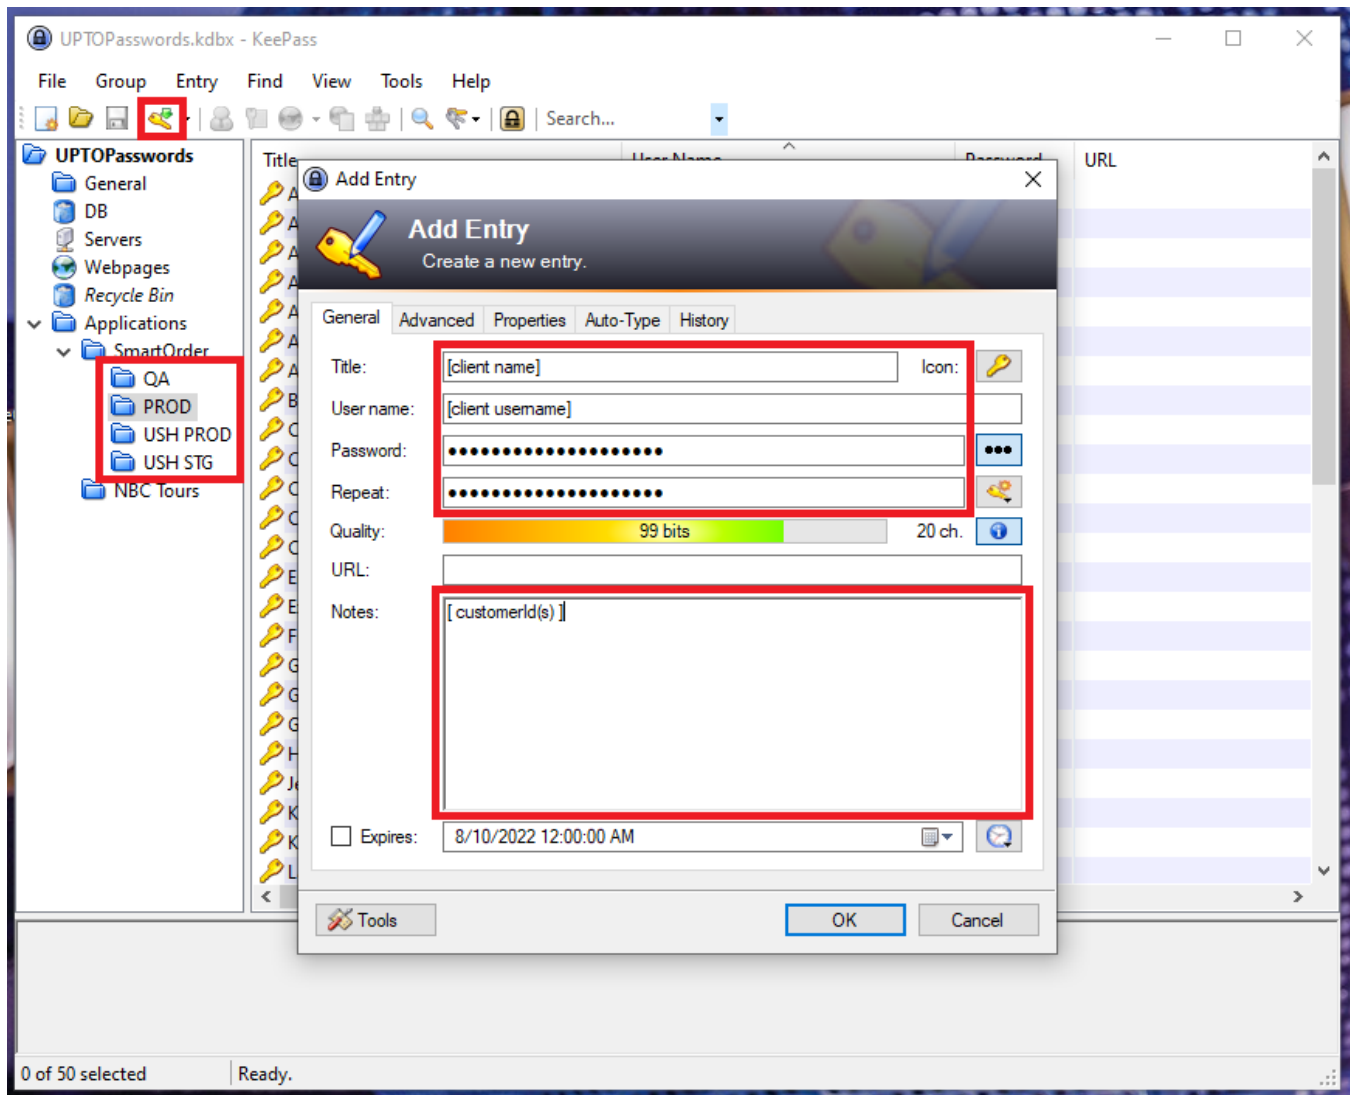 UPTOPasswords.kdbx - KeePass
File Group Entry Find View Tools Help
Search...
UPTOPasswords
General
DB
Servers
Webpages
Recycle Bin
Applications
SmartOrder
QA
PROD
USH PROD
USH STG
NBC Tours
Title User Name Password URL
A
A
A
A
A
A
A
B
C
C
C
C
C
E
E
F
G
G
G
H
Je
K
K
L
Add Entry
Add Entry
Create a new entry.
General Advanced Properties Auto-Type History
Title: [client name] Icon:
User name: [client username]
Password: ●●●●●●●●●●●●●●●●●●●● ●●●
Repeat: ●●●●●●●●●●●●●●●●●●●●
Quality: 99 bits 20 ch.
URL:
Notes: [ customerId(s) ]
Expires: 8/10/2022 12:00:00 AM
Tools OK Cancel
0 of 50 selected Ready.